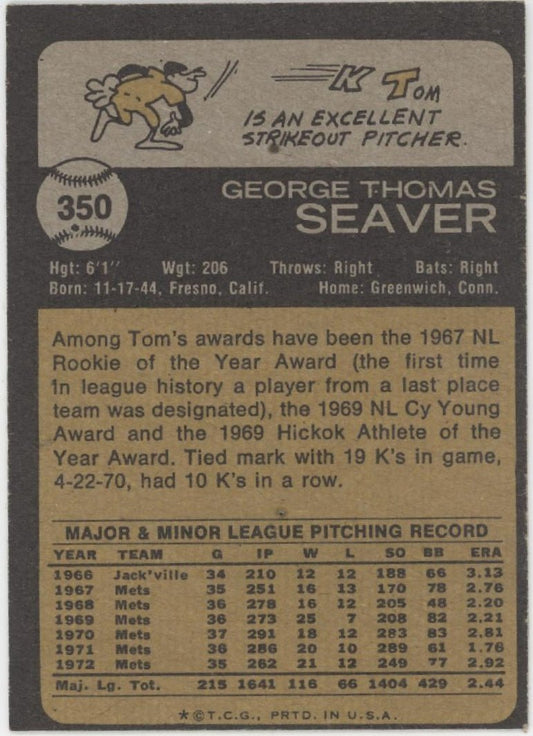 K TOM
IS AN EXCELLENT
STRIKEOUT PITCHER.
350
GEORGE THOMAS
SEAVER
Hgt: 6'1" Wgt: 206 Throws: Right Bats: Right
Born: 11-17-44, Fresno, Calif. Home: Greenwich, Conn.
Among Tom's awards have been the 1967 NL
Rookie of the Year Award (the first time
in league history a player from a last place
team was designated), the 1969 NL Cy Young
Award and the 1969 Hickok Athlete of the
Year Award. Tied mark with 19 K's in game,
4-22-70, had 10 K's in a row.
MAJOR & MINOR LEAGUE PITCHING RECORD
YEAR TEAM G IP W L SO BB ERA
1966 Jack'ville 34 210 12 12 188 66 3.13
1967 Mets 35 251 16 13 170 78 2.76
1968 Mets 36 278 16 12 205 48 2.20
1969 Mets 36 273 25 7 208 82 2.21
1970 Mets 37 291 18 12 283 83 2.81
1971 Mets 36 286 20 10 289 61 1.76
1972 Mets 35 262 21 12 249 77 2.92
Maj. Lg. Tot. 215 1641 116 66 1404 429 2.44
*©T.C.G., PRTD. IN U.S.A.